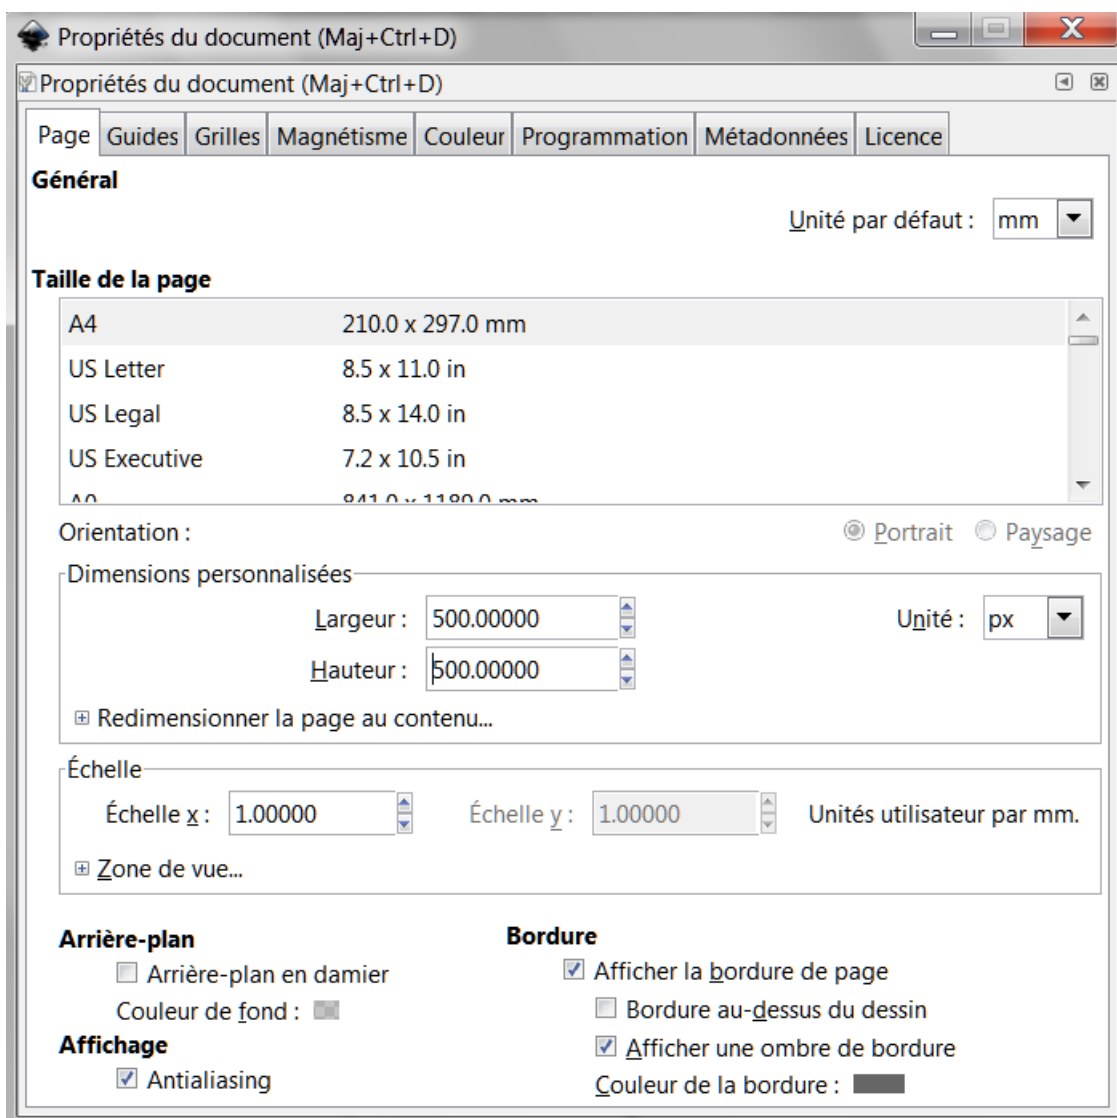 Propriétés du document (Maj+Ctrl+D)
Propriétés du document (Maj+Ctrl+D)
Page Guides Grilles Magnétisme Couleur Programmation Métadonnées Licence
Général
Unité par défaut : mm
Taille de la page
A4 210.0 x 297.0 mm
US Letter 8.5 x 11.0 in
US Legal 8.5 x 14.0 in
US Executive 7.2 x 10.5 in
A0 841.0 x 1189.0 mm
Orientation : Portrait Paysage
Dimensions personnalisées
Largeur : 500.00000 Unité : px
Hauteur : 500.00000
Redimensionner la page au contenu...
Échelle
Échelle x : 1.00000 Échelle y : 1.00000 Unités utilisateur par mm.
Zone de vue...
Arrière-plan
Arrière-plan en damier
Couleur de fond :
Affichage
Antialiasing
Bordure
Afficher la bordure de page
Bordure au-dessus du dessin
Afficher une ombre de bordure
Couleur de la bordure :